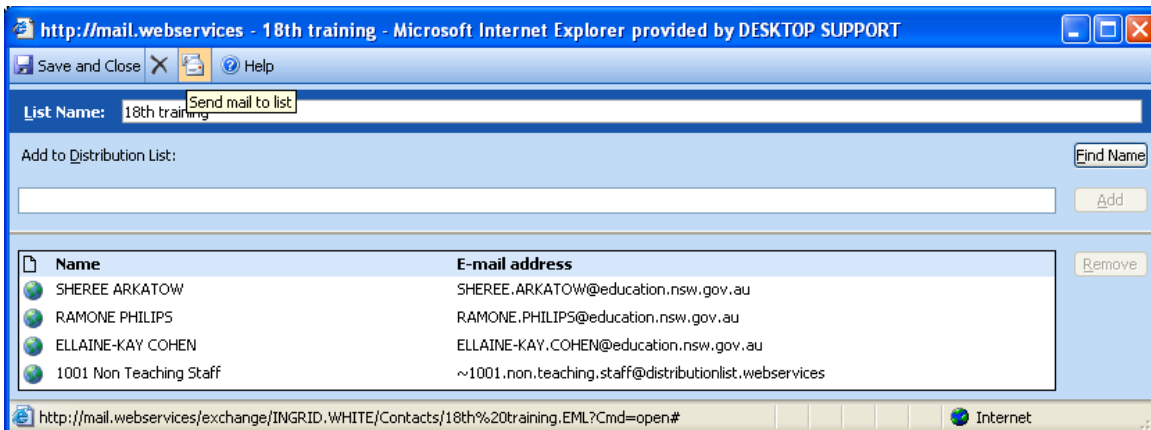 http://mail.webservices - 18th training - Microsoft Internet Explorer provided by DESKTOP SUPPORT
Save and Close Help
Send mail to list
List Name: 18th training
Add to Distribution List: Find Name
Add
Name E-mail address Remove
SHEREE ARKATOW SHEREE.ARKATOW@education.nsw.gov.au
RAMONE PHILIPS RAMONE.PHILIPS@education.nsw.gov.au
ELLAINE-KAY COHEN ELLAINE-KAY.COHEN@education.nsw.gov.au
1001 Non Teaching Staff ~1001.non.teaching.staff@distributionlist.webservices
http://mail.webservices/exchange/INGRID.WHITE/Contacts/18th%20training.EML?Cmd=open# Internet